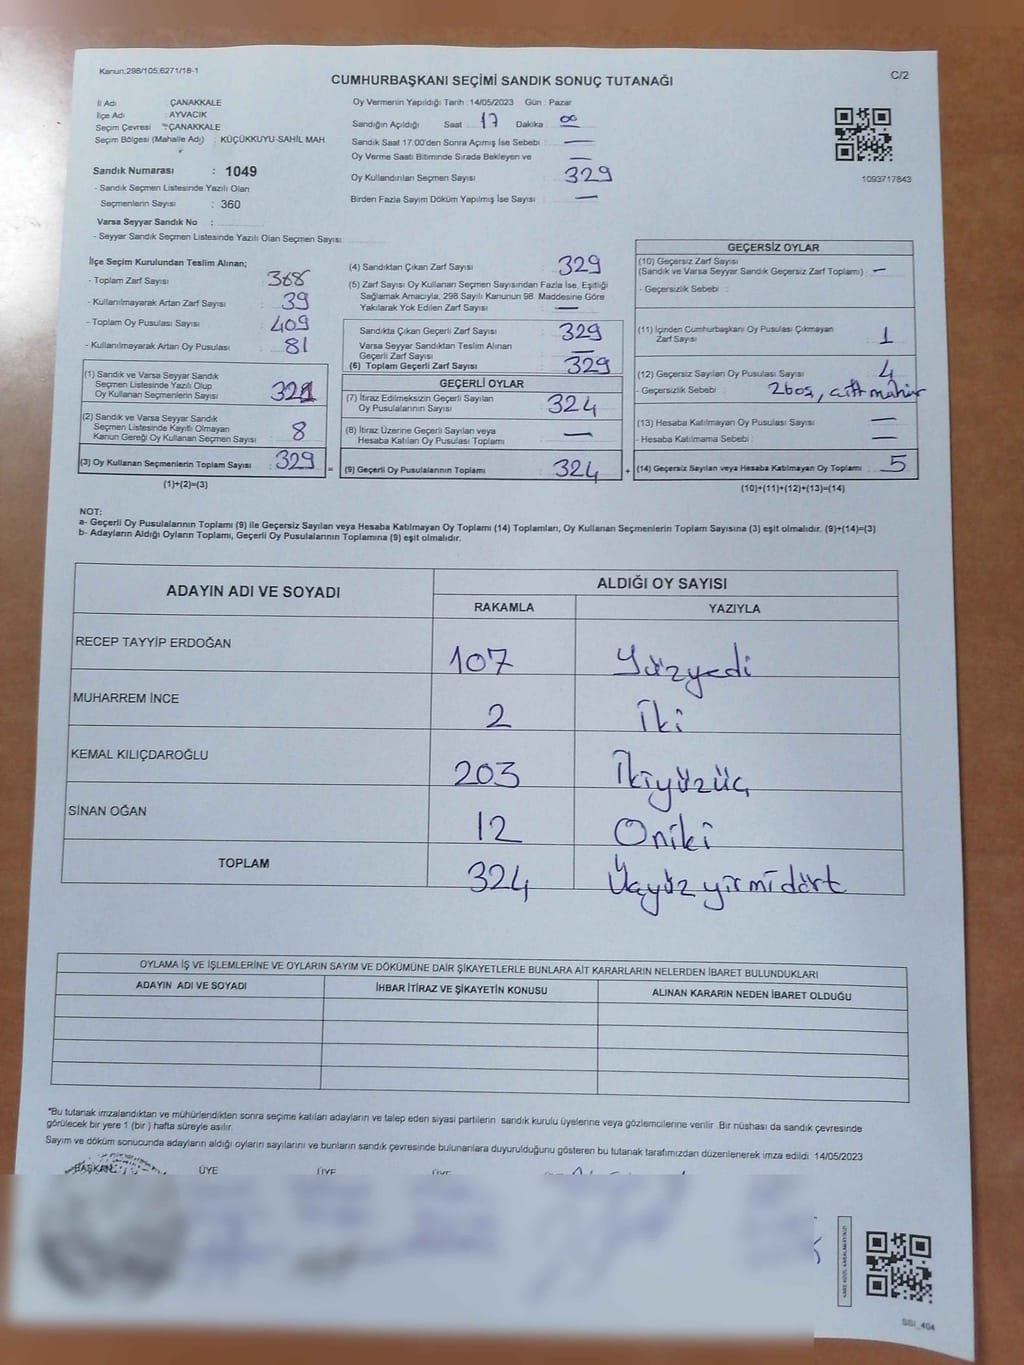 Kanun;298/105;6271/18-1
CUMHURBAŞKANI SEÇİMİ SANDIK SONUÇ TUTANAĞI
C/2
İl Adı : ÇANAKKALE
İlçe Adı : AYVACIK
Seçim Çevresi : ÇANAKKALE
Seçim Bölgesi (Mahalle Adı) : KÜÇÜKKUYU-SAHİL MAH.
Sandık Numarası : 1049
- Sandık Seçmen Listesinde Yazılı Olan
Seçmenlerin Sayısı : 360
Varsa Seyyar Sandık No :
- Seyyar Sandık Seçmen Listesinde Yazılı Olan Seçmen Sayısı:
Oy Vermenin Yapıldığı Tarih : 14/05/2023 Gün : Pazar
Sandığın Açıldığı Saat : 17 Dakika : 00
Sandık Saat 17.00'den Sonra Açımış İse Sebebi : —
Oy Verme Saati Bitiminde Sırada Bekleyen ve —
Oy Kullandırılan Seçmen Sayısı 329
Birden Fazla Sayım Döküm Yapılmış İse Sayısı : —
1093717843
İlçe Seçim Kurulundan Teslim Alınan;
- Toplam Zarf Sayısı : 368
- Kullanılmayarak Artan Zarf Sayısı : 39
- Toplam Oy Pusulası Sayısı : 409
- Kullanılmayarak Artan Oy Pusulası : 81
(1) Sandık ve Varsa Seyyar Sandık
Seçmen Listesinde Yazılı Olup
Oy Kullanan Seçmenlerin Sayısı : 321
(2) Sandık ve Varsa Seyyar Sandık
Seçmen Listesinde Kayıtlı Olmayan
Kanun Gereği Oy Kullanan Seçmen Sayısı : 8
(3) Oy Kullanan Seçmenlerin Toplam Sayısı : 329
(1)+(2)=(3)
(4) Sandıktan Çıkan Zarf Sayısı : 329
(5) Zarf Sayısı Oy Kullanan Seçmen Sayısından Fazla İse, Eşitliği
Sağlamak Amacıyla, 298 Sayılı Kanunun 98. Maddesine Göre
Yakılarak Yok Edilen Zarf Sayısı : —
Sandıkta Çıkan Geçerli Zarf Sayısı : 329
Varsa Seyyar Sandıktan Teslim Alınan
Geçerli Zarf Sayısı : —
(6) Toplam Geçerli Zarf Sayısı : 329
GEÇERLİ OYLAR
(7) İtiraz Edilmeksizin Geçerli Sayılan
Oy Pusulalarının Sayısı : 324
(8) İtiraz Üzerine Geçerli Sayılan veya
Hesaba Katılan Oy Pusulası Toplamı : —
(9) Geçerli Oy Pusulalarının Toplamı : 324
GEÇERSİZ OYLAR
(10) Geçersiz Zarf Sayısı
(Sandık ve Varsa Seyyar Sandık Geçersiz Zarf Toplamı) : —
- Geçersizlik Sebebi :
(11) İçinden Cumhurbaşkanı Oy Pusulası Çıkmayan
Zarf Sayısı : 1
(12) Geçersiz Sayılan Oy Pusulası Sayısı : 4
- Geçersizlik Sebebi : 2 boş, çift mühür
(13) Hesaba Katılmayan Oy Pusulası Sayısı : —
- Hesaba Katılmama Sebebi : —
(14) Geçersiz Sayılan veya Hesaba Katılmayan Oy Toplamı : 5
(10)+(11)+(12)+(13)=(14)
NOT:
a- Geçerli Oy Pusulalarının Toplamı (9) ile Geçersiz Sayılan veya Hesaba Katılmayan Oy Toplamı (14) Toplamları, Oy Kullanan Seçmenlerin Toplam Sayısına (3) eşit olmalıdır. (9)+(14)=(3)
b- Adayların Aldığı Oyların Toplamı, Geçerli Oy Pusulalarının Toplamına (9) eşit olmalıdır.
ADAYIN ADI VE SOYADI
ALDIĞI OY SAYISI
RAKAMLA YAZIYLA
RECEP TAYYİP ERDOĞAN 107 Yüzyedi
MUHARREM İNCE 2 İki
KEMAL KILIÇDAROĞLU 203 İkiyüzüç
SİNAN OĞAN 12 Oniki
TOPLAM 324 Üçyüz yirmi dört
OYLAMA İŞ VE İŞLEMLERİNE VE OYLARIN SAYIM VE DÖKÜMÜNE DAİR ŞİKAYETLERLE BUNLARA AİT KARARLARIN NELERDEN İBARET BULUNDUKLARI
ADAYIN ADI VE SOYADI İHBAR İTİRAZ VE ŞİKAYETİN KONUSU ALINAN KARARIN NEDEN İBARET OLDUĞU
*Bu tutanak imzalandıktan ve mühürlendikten sonra seçime katılan adayların ve talep eden siyasi partilerin sandık kurulu üyelerine veya gözlemcilerine verilir. Bir nüshası da sandık çevresinde
görülecek bir yere 1 (bir) hafta süreyle asılır.
Sayım ve döküm sonucunda adayların aldığı oyların sayılarını ve bunların sandık çevresinde bulunanlara duyurulduğunu gösteren bu tutanak tarafımızdan düzenlenerek imza edildi 14/05/2023
BAŞKAN ÜYE ÜYE ÜYE
SSI_404